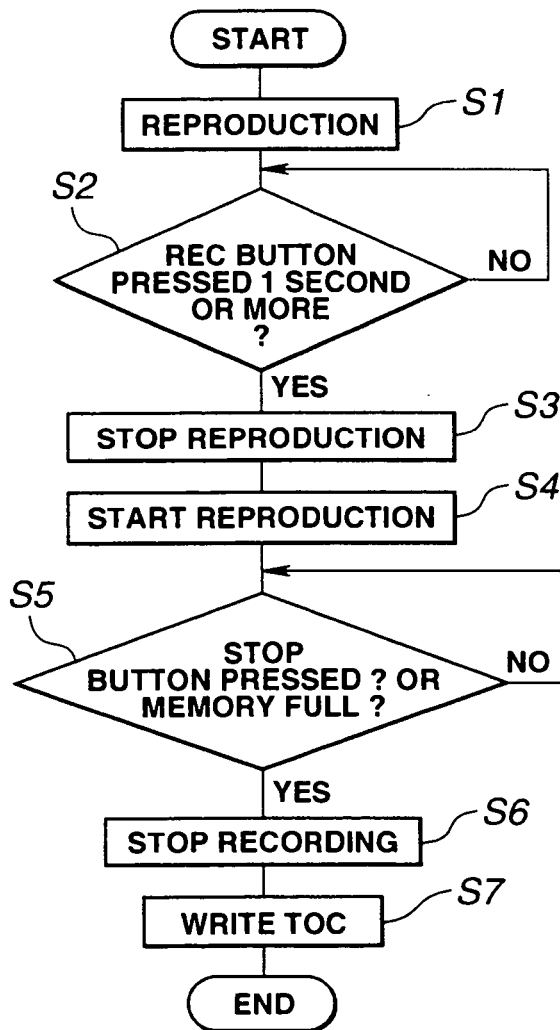 START
REPRODUCTION
S1
S2
REC BUTTON
PRESSED 1 SECOND
OR MORE
?
NO
YES
STOP REPRODUCTION
S3
START REPRODUCTION
S4
S5
STOP
BUTTON PRESSED ? OR
MEMORY FULL ?
NO
YES
STOP RECORDING
S6
WRITE TOC
S7
END